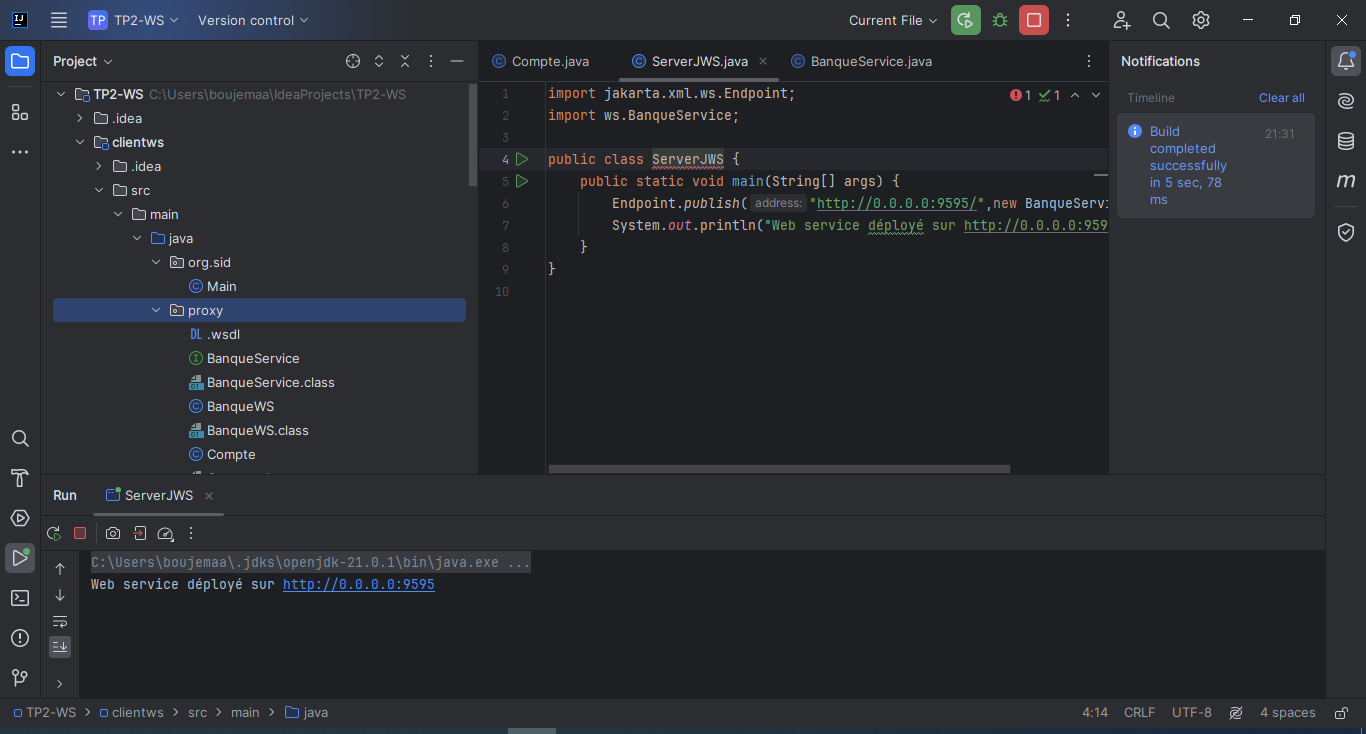 TP TP2-WS Version control Current File
Project
TP2-WS C:\Users\boujemaa\IdeaProjects\TP2-WS
.idea
clientws
.idea
src
main
java
org.sid
Main
proxy
.wsdl
BanqueService
BanqueService.class
BanqueWS
BanqueWS.class
Compte
Compte.java ServerJWS.java BanqueService.java
1 import jakarta.xml.ws.Endpoint;
2 import ws.BanqueService;
3
4 public class ServerJWS {
5 public static void main(String[] args) {
6 Endpoint.publish( address: "http://0.0.0.0:9595/",new BanqueServi
7 System.out.println("Web service déployé sur http://0.0.0.0:959
8 }
9 }
10
1 1
Notifications
Timeline Clear all
Build completed successfully in 5 sec, 78 ms
21:31
Run ServerJWS
C:\Users\boujemaa\.jdks\openjdk-21.0.1\bin\java.exe ...
Web service déployé sur http://0.0.0.0:9595
TP2-WS > clientws > src > main > java 4:14 CRLF UTF-8 4 spaces